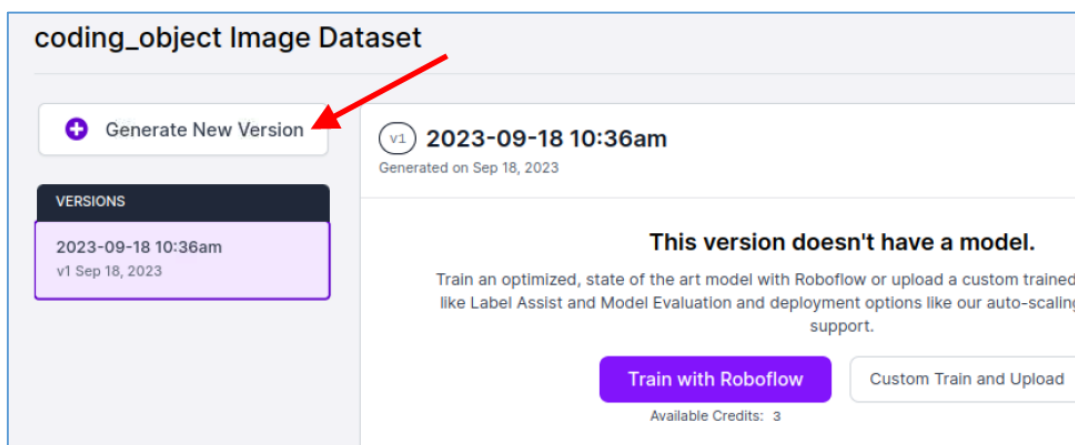 coding_object Image Dataset
Generate New Version
VERSIONS
2023-09-18 10:36am
v1 Sep 18, 2023
v1 2023-09-18 10:36am
Generated on Sep 18, 2023
This version doesn't have a model.
Train an optimized, state of the art model with Roboflow or upload a custom trained
like Label Assist and Model Evaluation and deployment options like our auto-scaling
support.
Train with Roboflow
Custom Train and Upload
Available Credits: 3